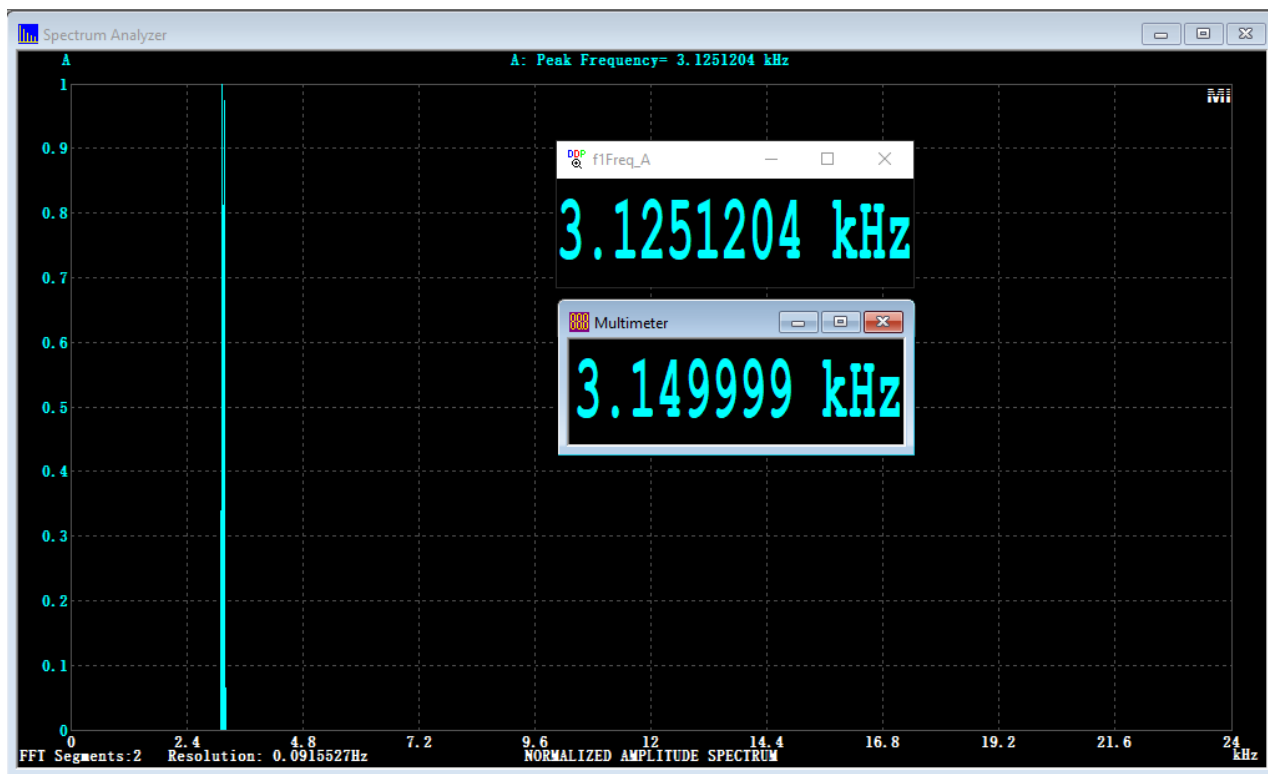 Spectrum Analyzer
A
A: Peak Frequency= 3.1251204 kHz
1
MI
0.9
DDP
f1Freq_A
0.8
3.1251204 kHz
0.7
Multimeter
0.6
3.149999 kHz
0.5
0.4
0.3
0.2
0.1
0
0 2.4 4.8 7.2 9.6 12 14.4 16.8 19.2 21.6 24
FFT Segments:2 Resolution: 0.0915527Hz NORMALIZED AMPLITUDE SPECTRUM kHz